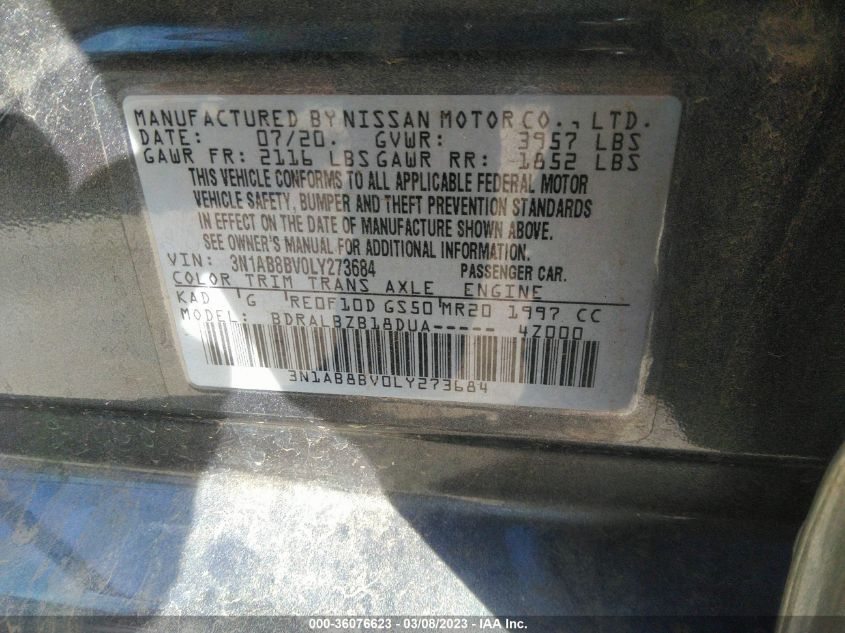 MANUFACTURED BY NISSAN MOTOR CO., LTD.
DATE: 07/20. GVWR: 3957 LBS
GAWR FR: 2116 LBS GAWR RR: 1852 LBS
THIS VEHICLE CONFORMS TO ALL APPLICABLE FEDERAL MOTOR
VEHICLE SAFETY, BUMPER AND THEFT PREVENTION STANDARDS
IN EFFECT ON THE DATE OF MANUFACTURE SHOWN ABOVE.
SEE OWNER'S MANUAL FOR ADDITIONAL INFORMATION.
VIN: 3N1AB8BV0LY273684 PASSENGER CAR.
COLOR TRIM TRANS AXLE ENGINE
KAD G RE0F10D GS50 MR20 1997 CC
MODEL: BDRALBZB18DUA----- 4Z000
3N1AB8BV0LY273684
000-36076623 - 03/08/2023 - IAA Inc.